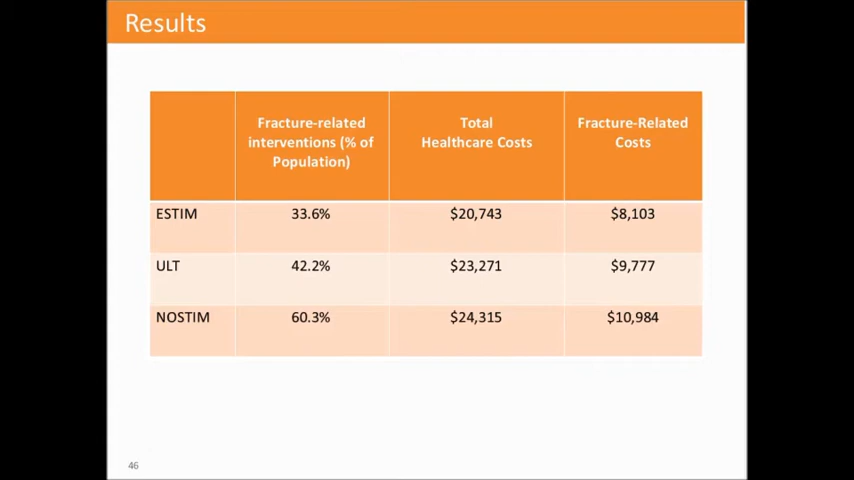 Results
Fracture-related
interventions (% of
Population)
Total
Healthcare Costs
Fracture-Related
Costs
ESTIM 33.6% $20,743 $8,103
ULT 42.2% $23,271 $9,777
NOSTIM 60.3% $24,315 $10,984
46